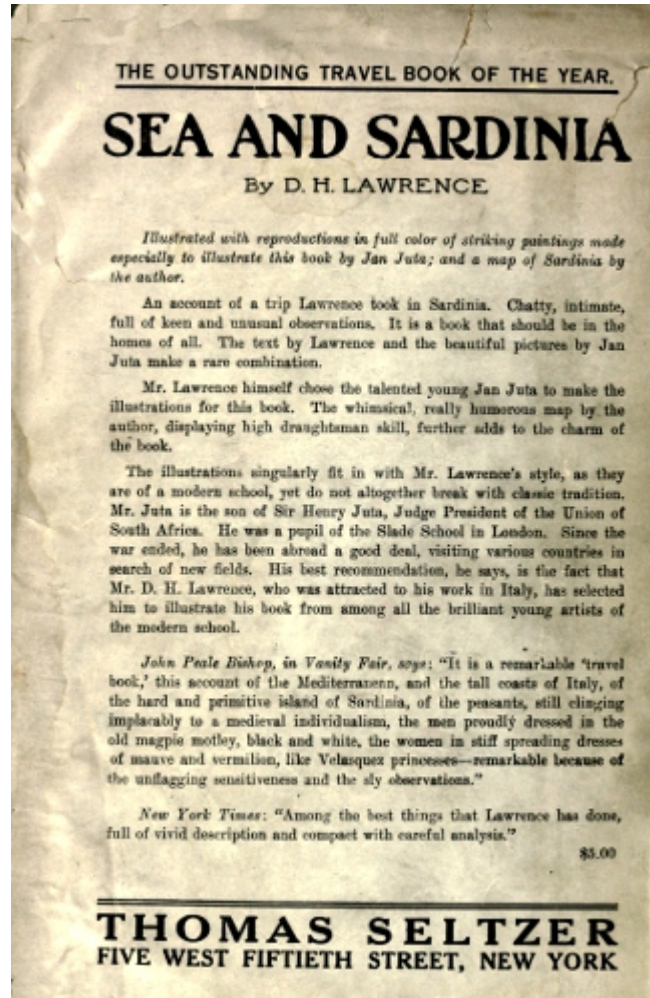 THE OUTSTANDING TRAVEL BOOK OF THE YEAR.
SEA AND SARDINIA
By D. H. LAWRENCE
Illustrated with reproductions in full color of striking paintings made
especially to illustrate this book by Jan Juta; and a map of Sardinia by
the author.
An account of a trip Lawrence took in Sardinia. Chatty, intimate,
full of keen and unusual observations. It is a book that should be in the
homes of all. The text by Lawrence and the beautiful pictures by Jan
Juta make a rare combination.
Mr. Lawrence himself chose the talented young Jan Juta to make the
illustrations for this book. The whimsical, really humorous map by the
author, displaying high draughtsman skill, further adds to the charm of
the book.
The illustrations singularly fit in with Mr. Lawrence's style, as they
are of a modern school, yet do not altogether break with classic tradition.
Mr. Juta is the son of Sir Henry Juta, Judge President of the Union of
South Africa. He was a pupil of the Slade School in London. Since the
war ended, he has been abroad a good deal, visiting various countries in
search of new fields. His best recommendation, he says, is the fact that
Mr. D. H. Lawrence, who was attracted to his work in Italy, has selected
him to illustrate his book from among all the brilliant young artists of
the modern school.
John Peale Bishop, in Vanity Fair, says: "It is a remarkable 'travel
book,' this account of the Mediterranean, and the tall coasts of Italy, of
the hard and primitive island of Sardinia, of the peasants, still clinging
implacably to a medieval individualism, the men proudly dressed in the
old magpie motley, black and white, the women in stiff spreading dresses
of mauve and vermilion, like Velasquez princesses—remarkable because of
the unflagging sensitiveness and the sly observations."
New York Times: "Among the best things that Lawrence has done,
full of vivid description and compact with careful analysis."
$5.00
THOMAS SELTZER
FIVE WEST FIFTIETH STREET, NEW YORK